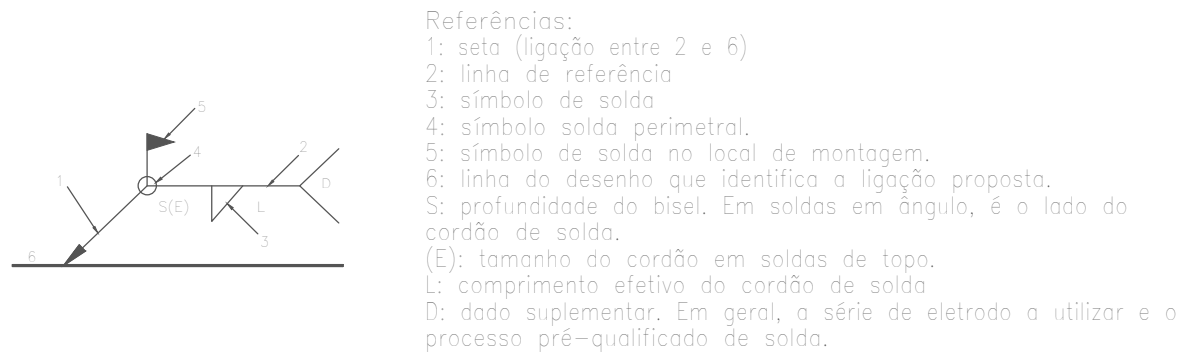 Referências:
1: seta (ligação entre 2 e 6)
2: linha de referência
3: símbolo de solda
4: símbolo solda perimetral.
5: símbolo de solda no local de montagem.
6: linha do desenho que identifica a ligação proposta.
S: profundidade do bisel. Em soldas em ângulo, é o lado do
cordão de solda.
(E): tamanho do cordão em soldas de topo.
L: comprimento efetivo do cordão de solda
D: dado suplementar. Em geral, a série de eletrodo a utilizar e o
processo pré-qualificado de solda.
5
4
2
1
D
S(E)
L
3
6